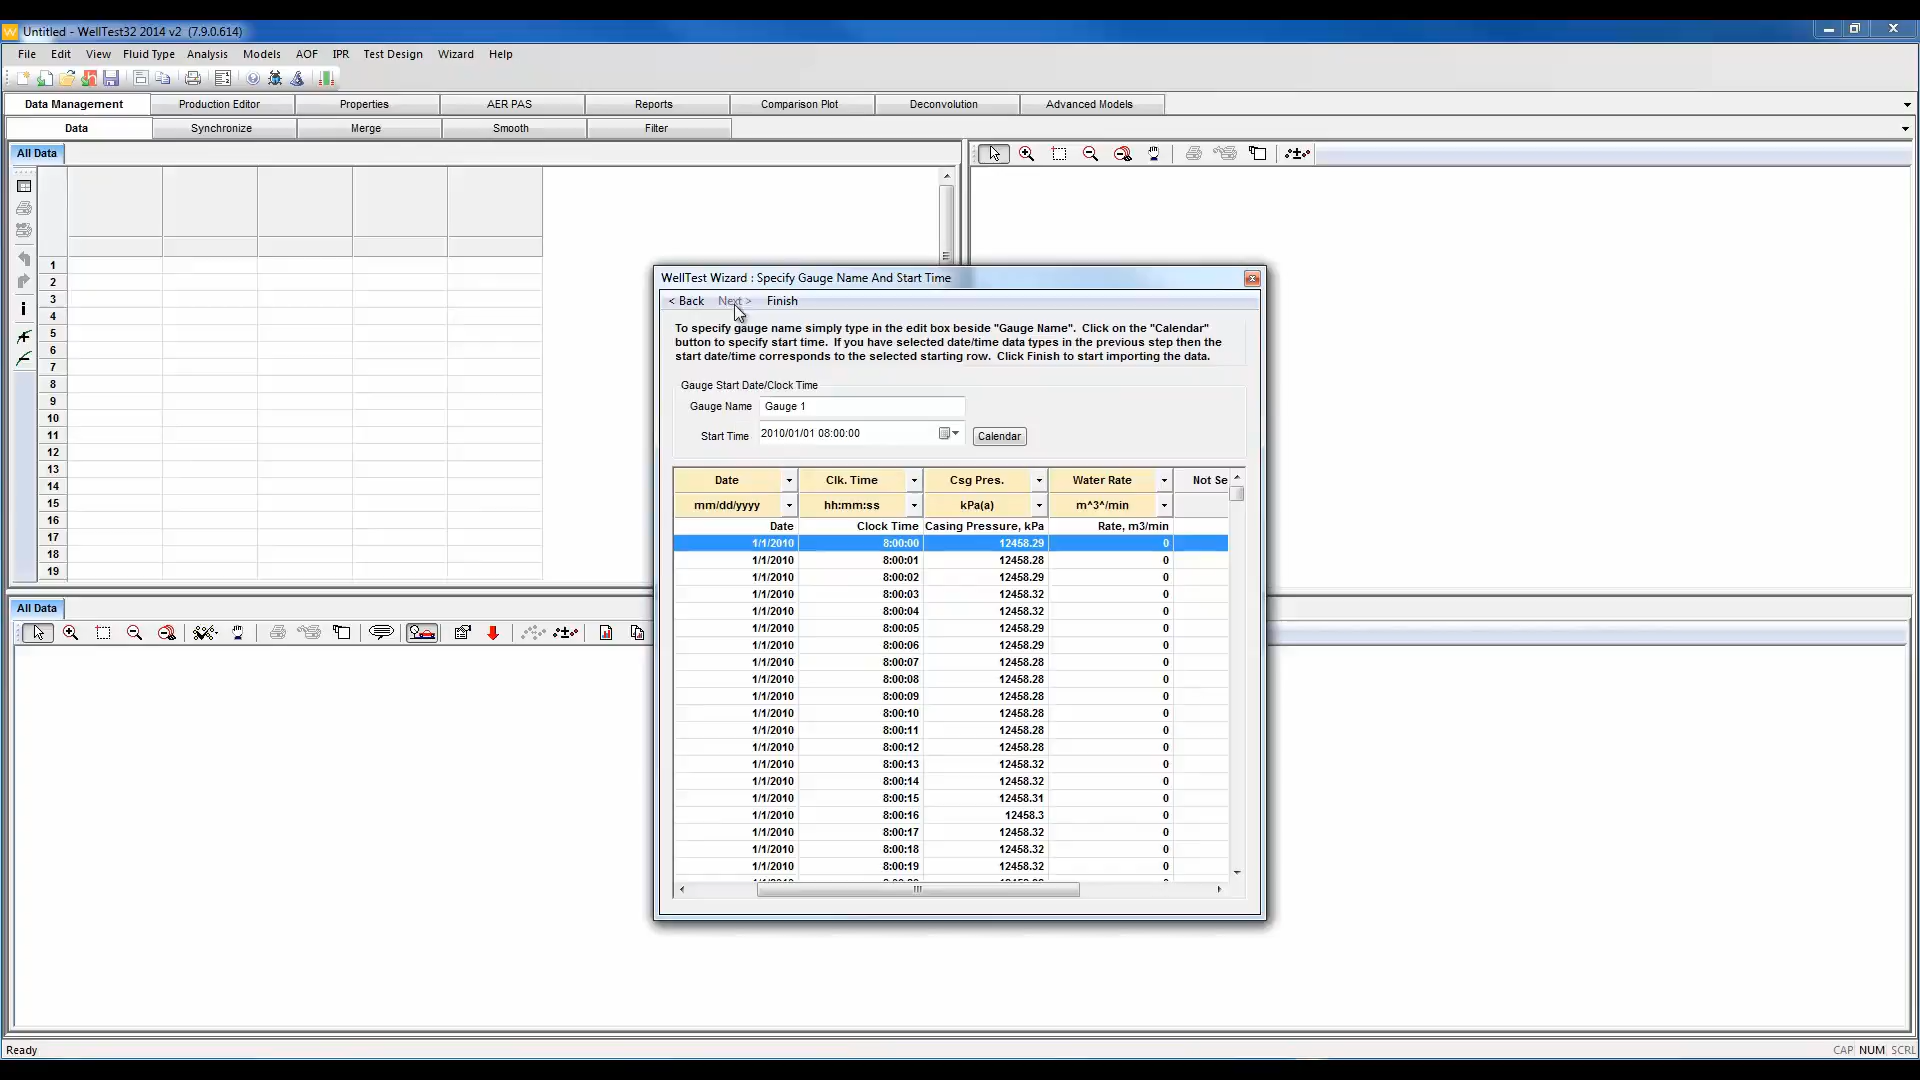 Untitled - WellTest32 2014 v2 (7.9.0.614)
File Edit View Fluid Type Analysis Models AOF IPR Test Design Wizard Help
Data Management Production Editor Properties AER PAS Reports Comparison Plot Deconvolution Advanced Models
Data Synchronize Merge Smooth Filter
All Data
1
2
3
4
5
6
7
8
9
10
11
12
13
14
15
16
17
18
19
All Data
WellTest Wizard : Specify Gauge Name And Start Time
< Back Next > Finish
To specify gauge name simply type in the edit box beside "Gauge Name". Click on the "Calendar"
button to specify start time. If you have selected date/time data types in the previous step then the
start date/time corresponds to the selected starting row. Click Finish to start importing the data.
Gauge Start Date/Clock Time
Gauge Name Gauge 1
Start Time 2010/01/01 08:00:00 Calendar
Date Clk. Time Csg Pres. Water Rate Not Se
mm/dd/yyyy hh:mm:ss kPa(a) m^3^/min
Date Clock Time Casing Pressure, kPa Rate, m3/min
1/1/2010 8:00:00 12458.29 0
1/1/2010 8:00:01 12458.28 0
1/1/2010 8:00:02 12458.29 0
1/1/2010 8:00:03 12458.32 0
1/1/2010 8:00:04 12458.32 0
1/1/2010 8:00:05 12458.29 0
1/1/2010 8:00:06 12458.29 0
1/1/2010 8:00:07 12458.28 0
1/1/2010 8:00:08 12458.28 0
1/1/2010 8:00:09 12458.28 0
1/1/2010 8:00:10 12458.28 0
1/1/2010 8:00:11 12458.28 0
1/1/2010 8:00:12 12458.28 0
1/1/2010 8:00:13 12458.32 0
1/1/2010 8:00:14 12458.32 0
1/1/2010 8:00:15 12458.31 0
1/1/2010 8:00:16 12458.3 0
1/1/2010 8:00:17 12458.32 0
1/1/2010 8:00:18 12458.32 0
1/1/2010 8:00:19 12458.32 0
Ready CAP NUM SCRL